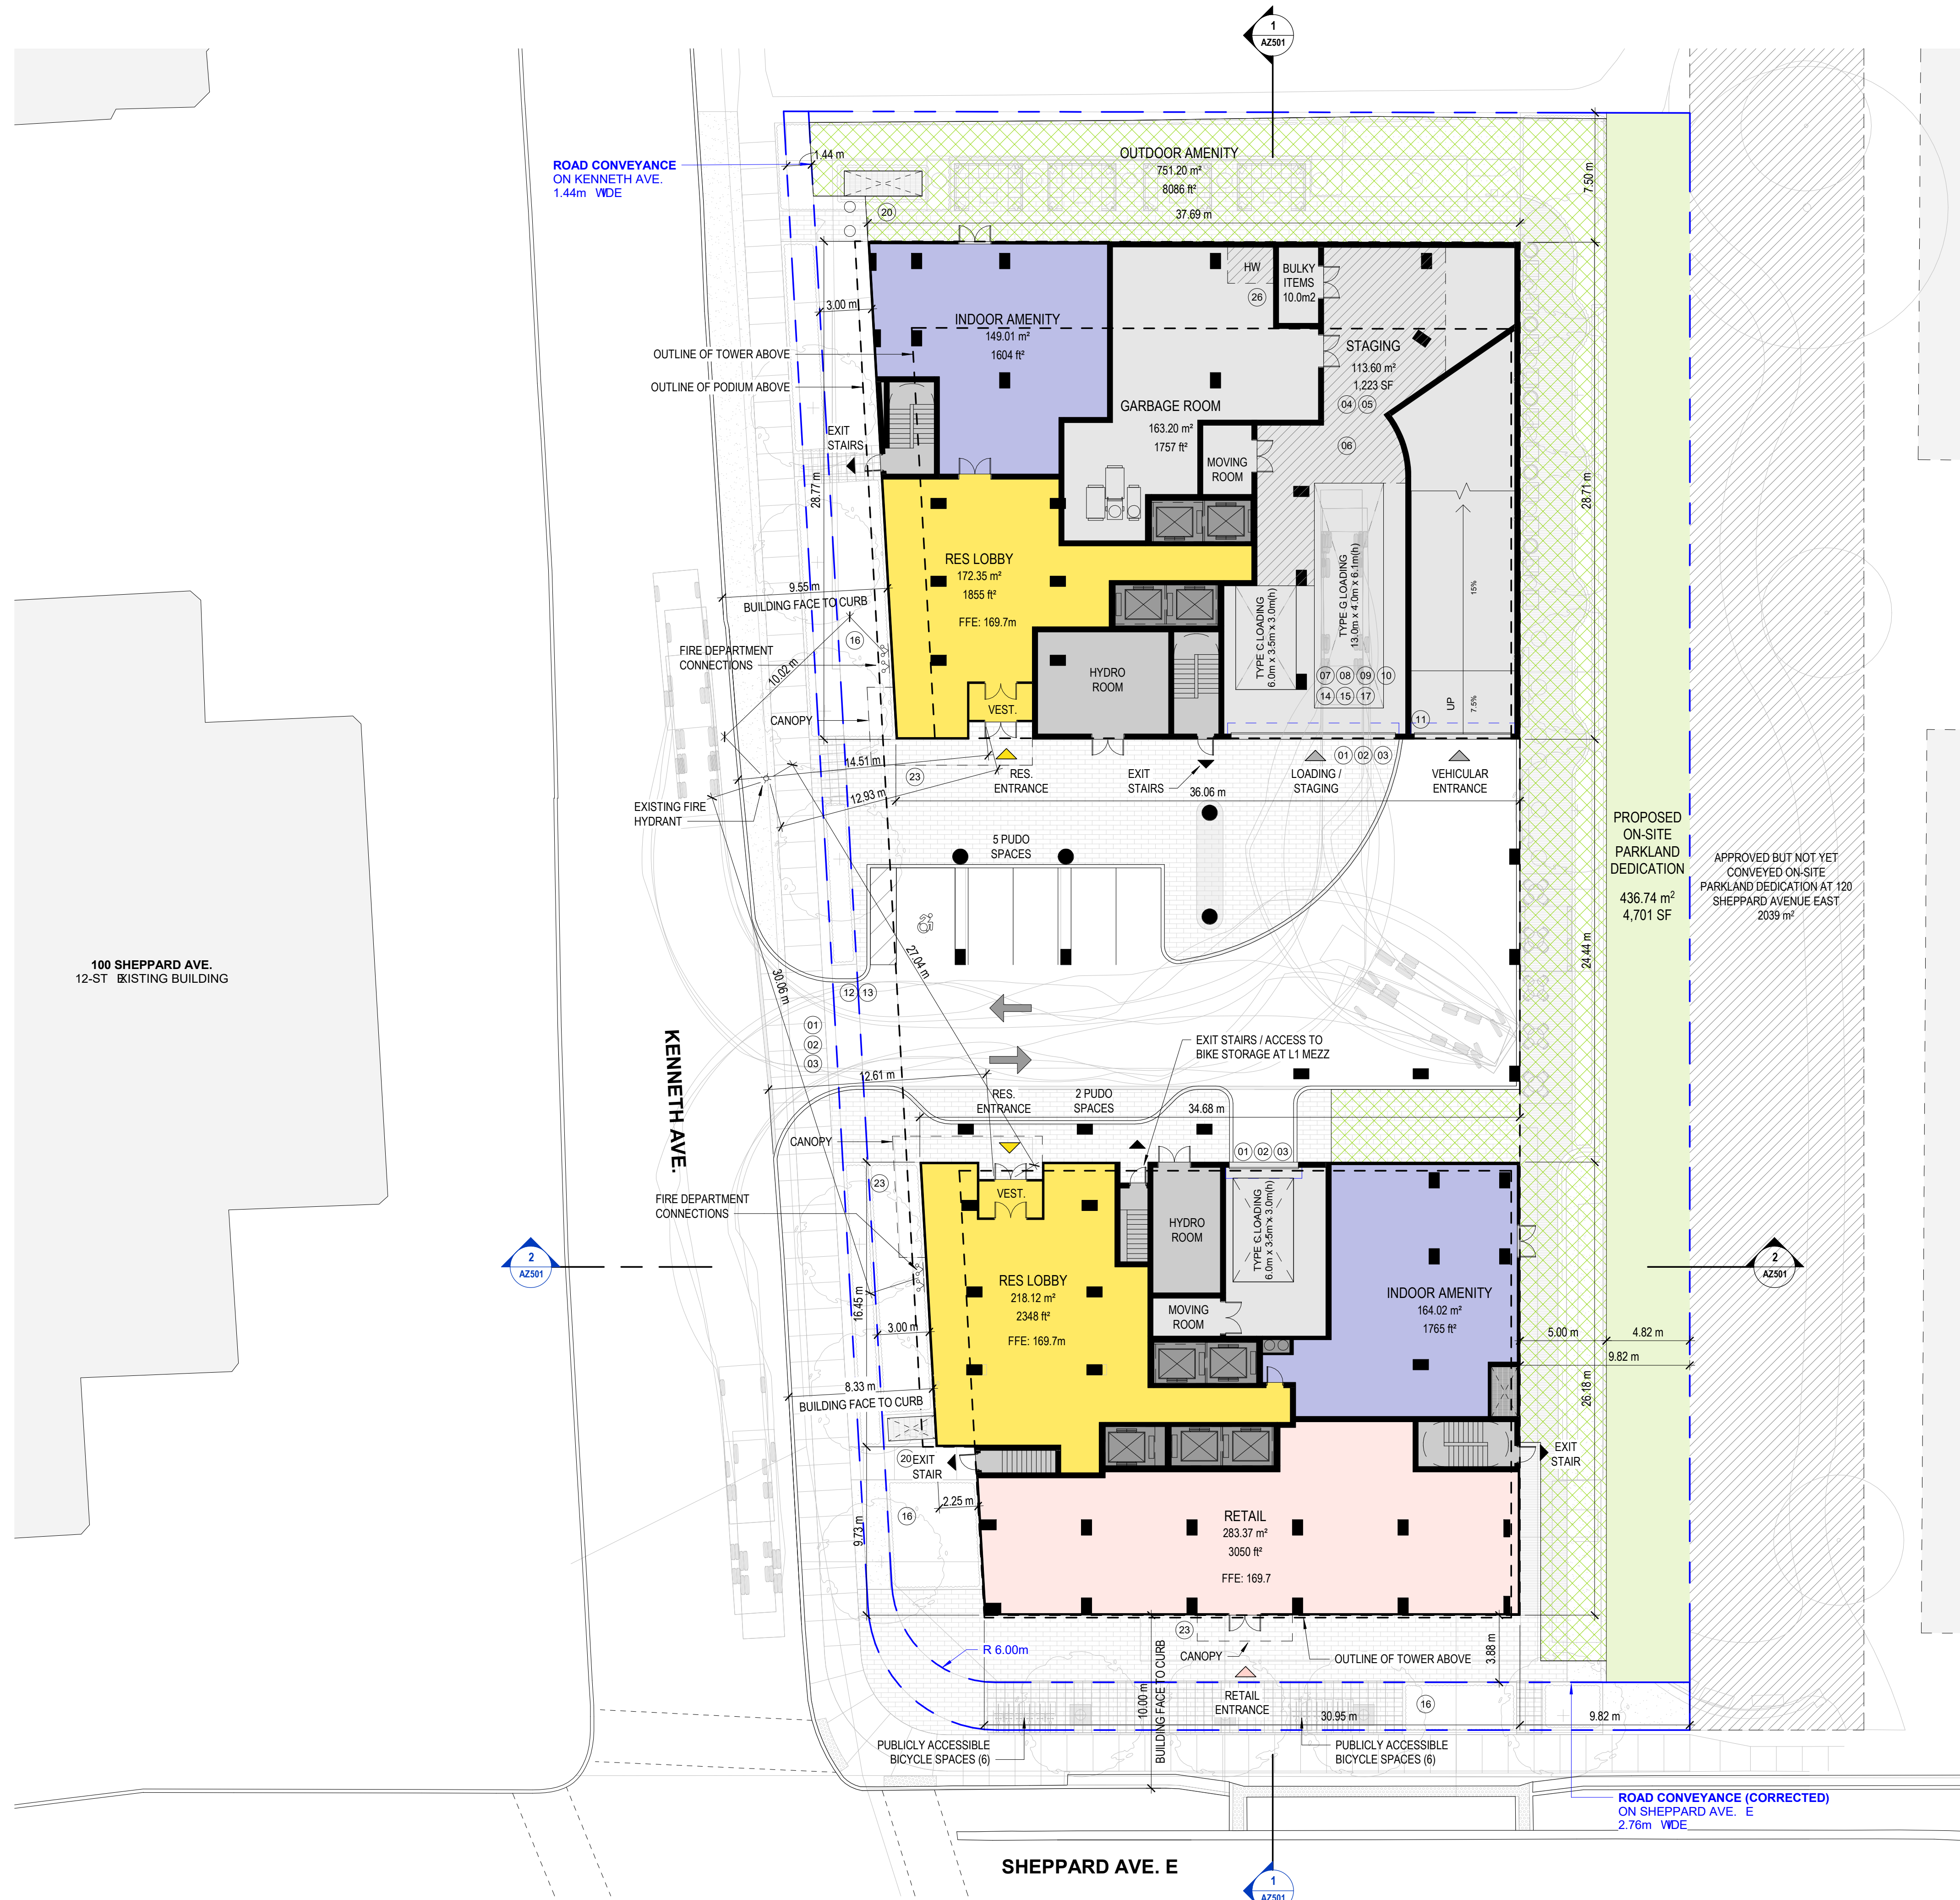 1
AZ501
ROAD CONVEYANCE
ON KENNETH AVE.
1.44m WIDE
1.44 m
OUTDOOR AMENITY
751.20 m²
8086 ft²
7.50 m
20
37.69 m
HW
26
BULKY
ITEMS
10.0m2
3.00 m
INDOOR AMENITY
149.01 m²
1604 ft²
OUTLINE OF TOWER ABOVE
OUTLINE OF PODIUM ABOVE
STAGING
113.60 m²
1,223 SF
04 05
06
GARBAGE ROOM
163.20 m²
1757 ft²
EXIT
STAIRS
MOVING
ROOM
28.77 m
28.71 m
RES LOBBY
172.35 m²
1855 ft²
FFE: 169.7m
9.55 m
BUILDING FACE TO CURB
16
FIRE DEPARTMENT
CONNECTIONS
10.02 m
TYPE C LOADING
6.0m x 3.5m x 3.0m(h)
TYPE G LOADING
13.0m x 4.0m x 6.1m(h)
15%
HYDRO
ROOM
07 08 09 10
14 15 17
UP
7.5%
11
CANOPY
VEST.
14.51 m
23
RES.
ENTRANCE
EXIT
STAIRS
01 02 03
LOADING /
STAGING
VEHICULAR
ENTRANCE
12.93 m
36.06 m
EXISTING FIRE
HYDRANT
5 PUDO
SPACES
PROPOSED
ON-SITE
PARKLAND
DEDICATION
436.74 m²
4,701 SF
APPROVED BUT NOT YET
CONVEYED ON-SITE
PARKLAND DEDICATION AT 120
SHEPPARD AVENUE EAST
2039 m²
24.44 m
27.04 m
30.06 m
100 SHEPPARD AVE.
12-ST EXISTING BUILDING
12 13
01
02
03
KENNETH AVE.
EXIT STAIRS / ACCESS TO
BIKE STORAGE AT L1 MEZZ
12.61 m
RES.
ENTRANCE
2 PUDO
SPACES
34.68 m
CANOPY
01 02 03
23
FIRE DEPARTMENT
CONNECTIONS
VEST.
HYDRO
ROOM
TYPE C LOADING
6.0m x 3.5m x 3.0m(h)
2
AZ501
2
AZ501
RES LOBBY
218.12 m²
2348 ft²
FFE: 169.7m
INDOOR AMENITY
164.02 m²
1765 ft²
MOVING
ROOM
16.45 m
3.00 m
5.00 m
4.82 m
9.82 m
8.33 m
BUILDING FACE TO CURB
26.18 m
20
EXIT
STAIR
EXIT
STAIR
2.25 m
16
9.73 m
RETAIL
283.37 m²
3050 ft²
FFE: 169.7
23
R 6.00m
CANOPY
OUTLINE OF TOWER ABOVE
3.88 m
10.00 m
BUILDING FACE TO CURB
RETAIL
ENTRANCE
16
30.95 m
9.82 m
PUBLICLY ACCESSIBLE
BICYCLE SPACES (6)
PUBLICLY ACCESSIBLE
BICYCLE SPACES (6)
ROAD CONVEYANCE (CORRECTED)
ON SHEPPARD AVE. E
2.76m WIDE
SHEPPARD AVE. E
1
AZ501